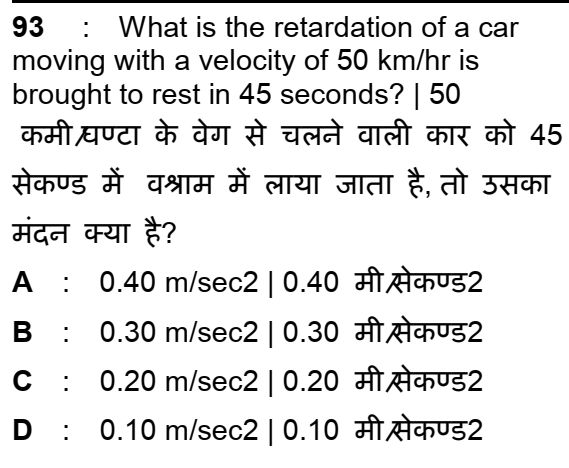 93 : What is the retardation of a car
moving with a velocity of 50 km/hr is
brought to rest in 45 seconds? | 50
कमी/घण्टा के वेग से चलने वाली कार को 45
सेकण्ड में वश्राम में लाया जाता है, तो उसका
मंदन क्या है?
A : 0.40 m/sec2 | 0.40 मी/सेकण्ड2
B : 0.30 m/sec2 | 0.30 मी/सेकण्ड2
C : 0.20 m/sec2 | 0.20 मी/सेकण्ड2
D : 0.10 m/sec2 | 0.10 मी/सेकण्ड2